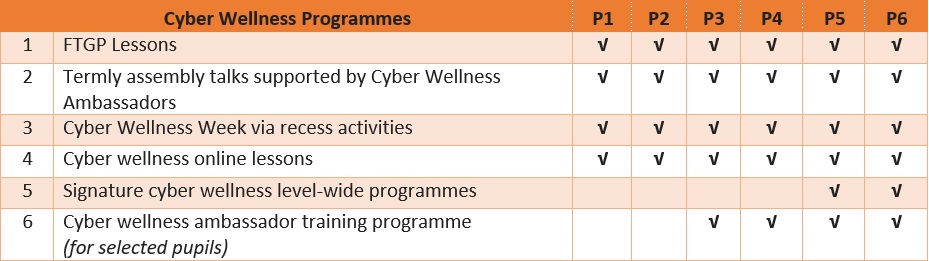 Cyber Wellness Programmes P1 P2 P3 P4 P5 P6
1 FTGP Lessons √ √ √ √ √ √
2 Termly assembly talks supported by Cyber Wellness √ √ √ √ √ √
Ambassadors
3 Cyber Wellness Week via recess activities √ √ √ √ √ √
4 Cyber wellness online lessons √ √ √ √ √ √
5 Signature cyber wellness level-wide programmes √ √
6 Cyber wellness ambassador training programme √ √ √ √
(for selected pupils)